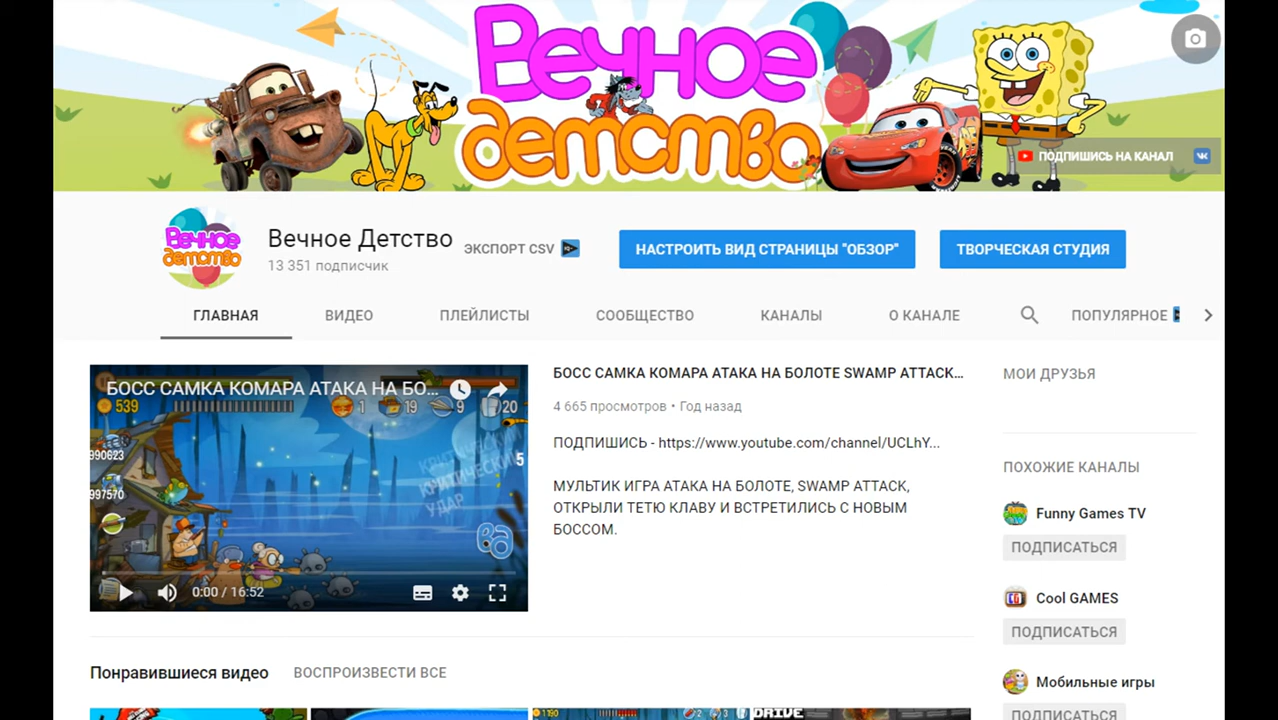 Вечное
детство
ПОДПИШИСЬ НА КАНАЛ
Вечное
детство
Вечное Детство
13 351 подписчик
ЭКСПОРТ CSV
НАСТРОИТЬ ВИД СТРАНИЦЫ "ОБЗОР"
ТВОРЧЕСКАЯ СТУДИЯ
ГЛАВНАЯ
ВИДЕО
ПЛЕЙЛИСТЫ
СООБЩЕСТВО
КАНАЛЫ
О КАНАЛЕ
ПОПУЛЯРНОЕ
БОСС САМКА КОМАРА АТАКА НА БО...
539
1
19
9
20
990623
997570
5
КРИТИЧЕСКИЙ
УДАР
0:00 / 16:52
БОСС САМКА КОМАРА АТАКА НА БОЛОТЕ SWAMP ATTACK...
4 665 просмотров • Год назад
ПОДПИШИСЬ - https://www.youtube.com/channel/UCLhY...
МУЛЬТИК ИГРА АТАКА НА БОЛОТЕ, SWAMP ATTACK,
ОТКРЫЛИ ТЕТЮ КЛАВУ И ВСТРЕТИЛИСЬ С НОВЫМ
БОССОМ.
МОИ ДРУЗЬЯ
ПОХОЖИЕ КАНАЛЫ
Funny Games TV
ПОДПИСАТЬСЯ
Cool GAMES
ПОДПИСАТЬСЯ
Мобильные игры
ПОДПИСАТЬСЯ
Понравившиеся видео
ВОСПРОИЗВЕСТИ ВСЕ
1190
DRIVE